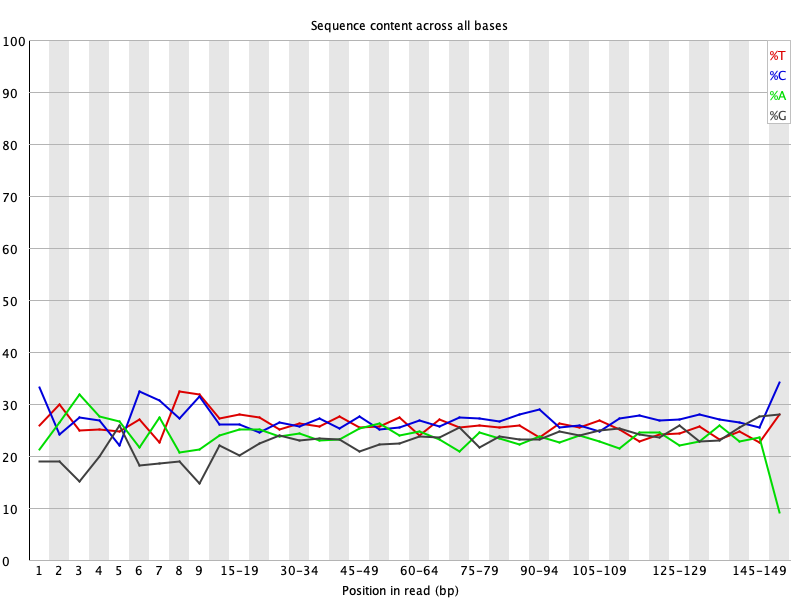 Sequence content across all bases
100
90
80
70
60
50
40
30
20
10
0
%T
%C
%A
%G
1 2 3 4 5 6 7 8 9 15-19 30-34 45-49 60-64 75-79 90-94 105-109 125-129 145-149
Position in read (bp)